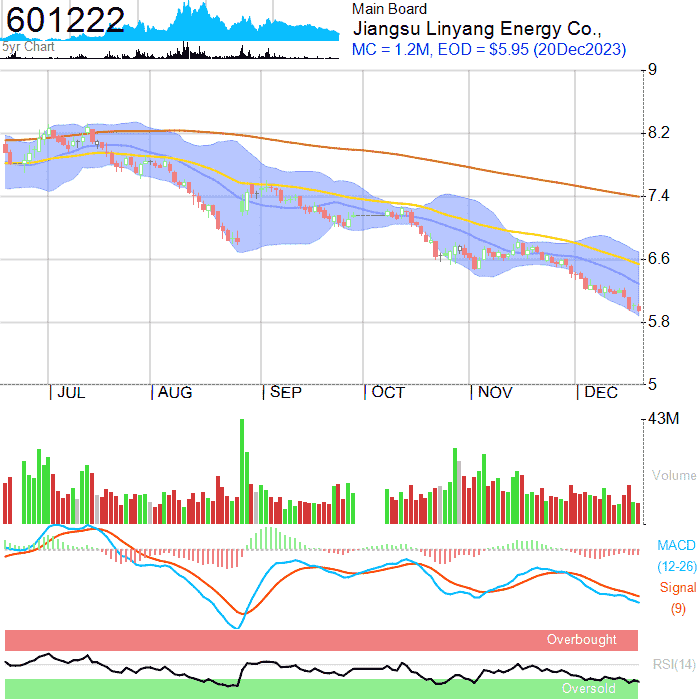 601222
5yr Chart
Main Board
Jiangsu Linyang Energy Co.,
MC = 1.2M, EOD = $5.95 (20Dec2023)
9
8.2
7.4
6.6
5.8
5
JUL AUG SEP OCT NOV DEC
43M
Volume
MACD
(12-26)
Signal
(9)
Overbought
RSI(14)
Oversold